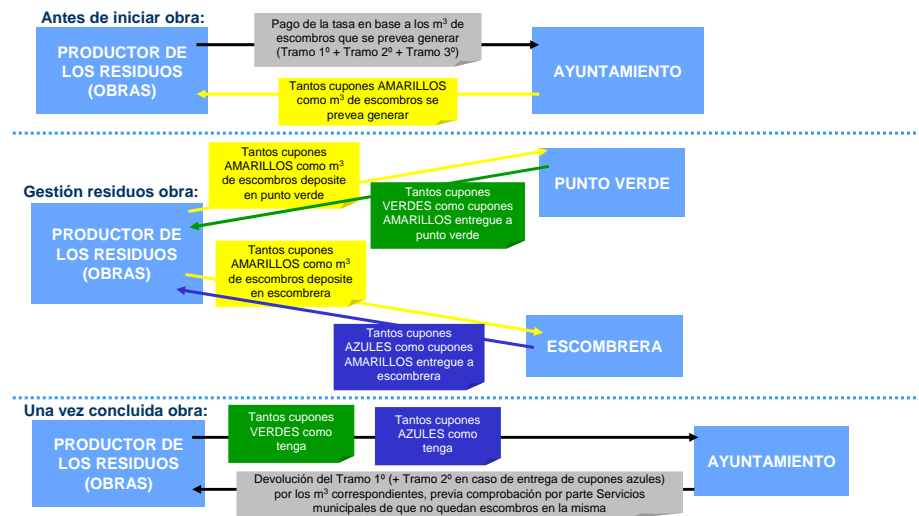 Antes de iniciar obra:
PRODUCTOR DE
LOS RESIDUOS
(OBRAS)
Pago de la tasa en base a los m³ de
escombros que se prevea generar
(Tramo 1º + Tramo 2º + Tramo 3º)
AYUNTAMIENTO
Tantos cupones AMARILLOS
como m³ de escombros se
prevea generar
Gestión residuos obra:
PRODUCTOR DE
LOS RESIDUOS
(OBRAS)
Tantos cupones
AMARILLOS como m³
de escombros deposite
en punto verde
PUNTO VERDE
Tantos cupones
VERDES como cupones
AMARILLOS entregue a
punto verde
Tantos cupones
AMARILLOS como m³
de escombros deposite
en escombrera
Tantos cupones
AZULES como cupones
AMARILLOS entregue a
escombrera
ESCOMBRERA
Una vez concluida obra:
PRODUCTOR DE
LOS RESIDUOS
(OBRAS)
Tantos cupones
VERDES como
tenga
Tantos cupones
AZULES como
tenga
AYUNTAMIENTO
Devolución del Tramo 1º (+ Tramo 2º en caso de entrega de cupones azules)
por los m³ correspondientes, previa comprobación por parte Servicios
municipales de que no quedan escombros en la misma